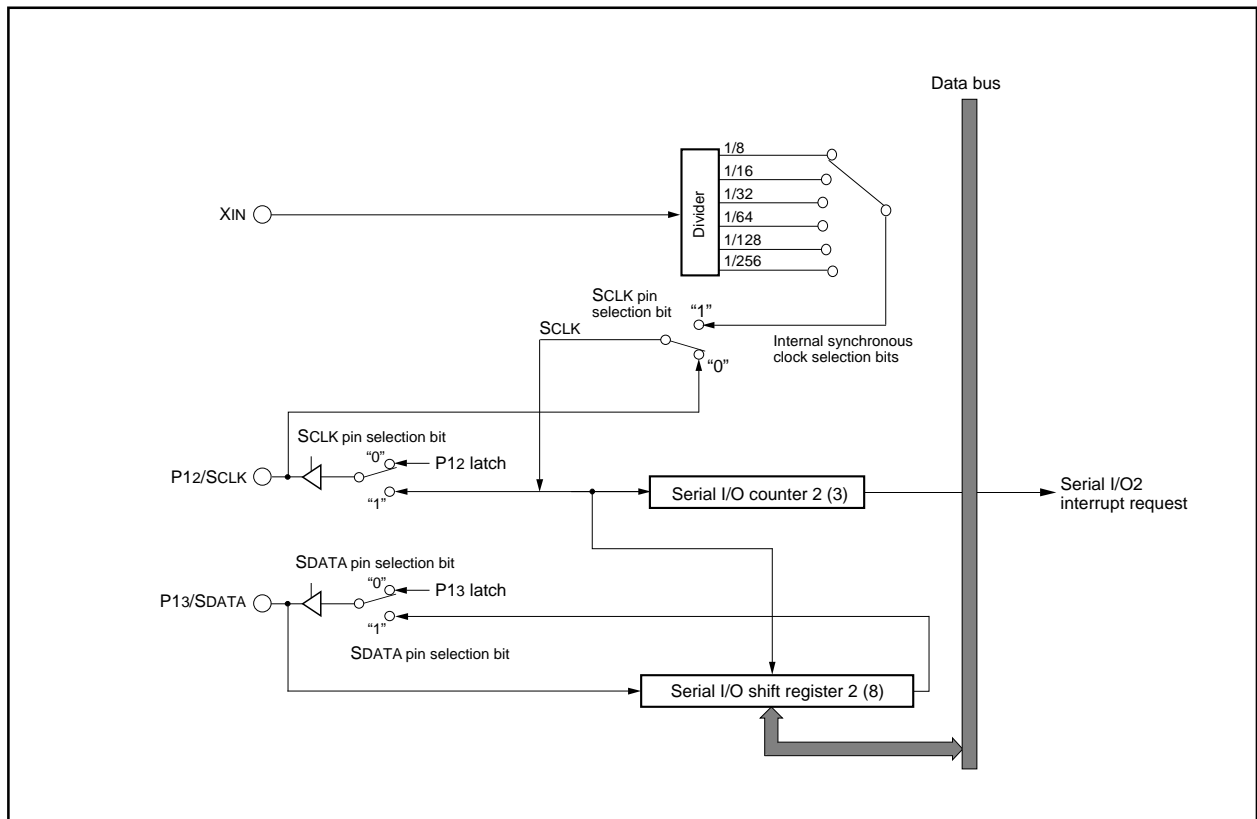 Data bus
1/8
1/16
XIN
1/32
Divider
1/64
1/128
1/256
SCLK pin
selection bit
“1”
SCLK
Internal synchronous
clock selection bits
“0”
SCLK pin selection bit
“0”
P12 latch
P12/SCLK
“1”
Serial I/O counter 2 (3)
Serial I/O2
interrupt request
SDATA pin selection bit
“0”
P13 latch
P13/SDATA
“1”
SDATA pin selection bit
Serial I/O shift register 2 (8)